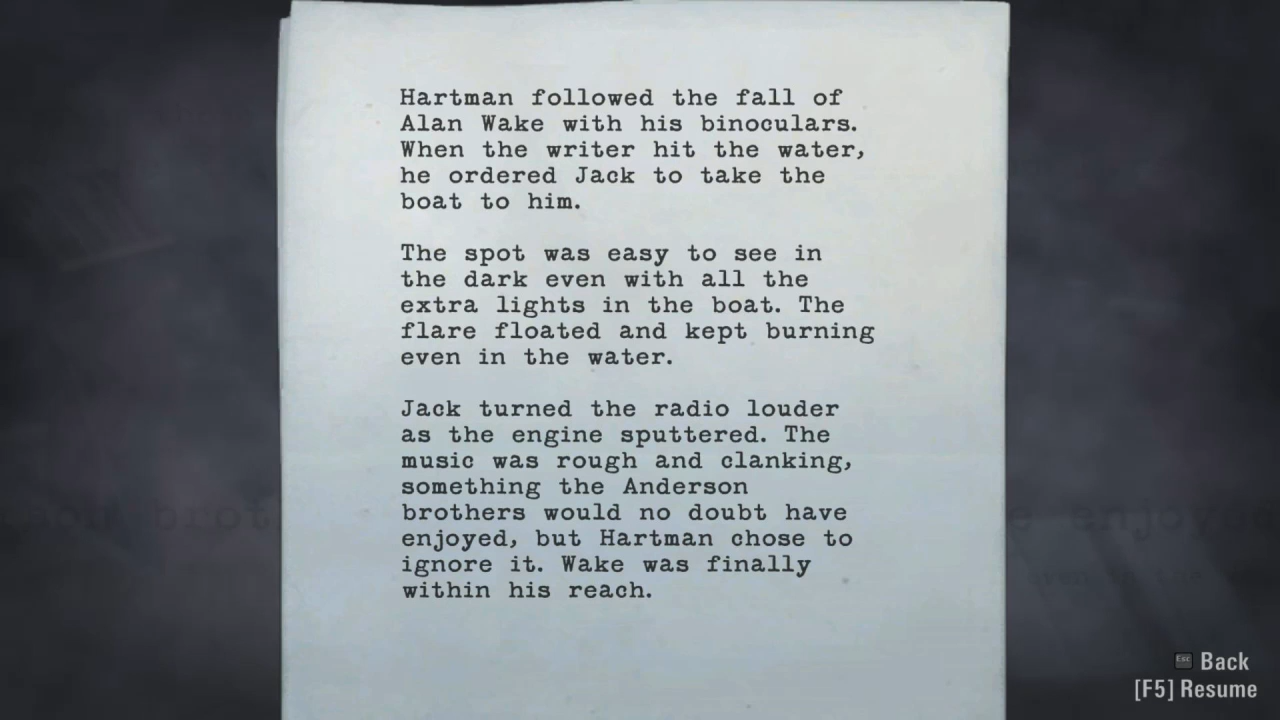 Hartman followed the fall of
Alan Wake with his binoculars.
When the writer hit the water,
he ordered Jack to take the
boat to him.
The spot was easy to see in
the dark even with all the
extra lights in the boat. The
flare floated and kept burning
even in the water.
Jack turned the radio louder
as the engine sputtered. The
music was rough and clanking,
something the Anderson
brothers would no doubt have
enjoyed, but Hartman chose to
ignore it. Wake was finally
within his reach.
Esc Back
[F5] Resume